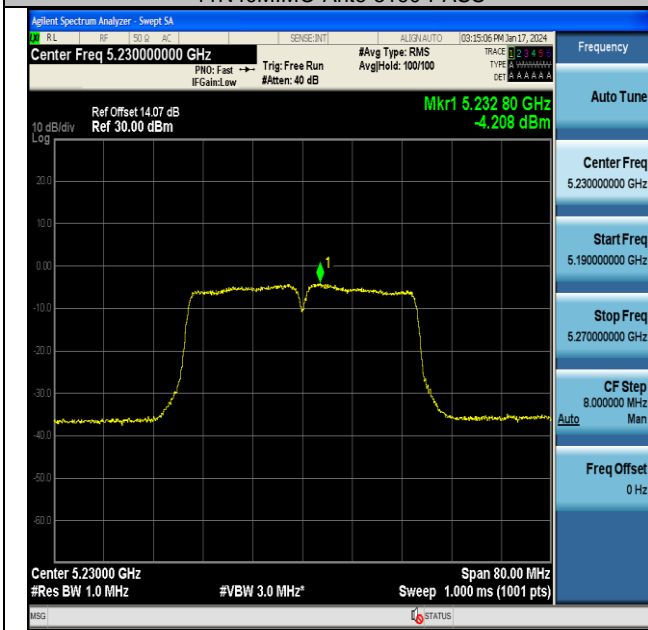 Agilent Spectrum Analyzer - Swept SA
RL RF 50 Ω AC SENSE:INT ALIGNAUTO 03:15:06 PM Jan 17, 2024
Center Freq 5.230000000 GHz
PNO: Fast
IFGain:Low
Trig: Free Run
#Atten: 40 dB
#Avg Type: RMS
Avg|Hold: 100/100
TRACE 1 2 3 4 5 6
TYPE A
DET A A A A A A
Frequency
Mkr1 5.232 80 GHz
-4.208 dBm
Ref Offset 14.07 dB
10 dB/div Ref 30.00 dBm
Log
20.0
10.0
0.00
-10.0
-20.0
-30.0
-40.0
-50.0
-60.0
1
Auto Tune
Center Freq
5.230000000 GHz
Start Freq
5.190000000 GHz
Stop Freq
5.270000000 GHz
CF Step
8.000000 MHz
Auto Man
Freq Offset
0 Hz
Center 5.23000 GHz Span 80.00 MHz
#Res BW 1.0 MHz #VBW 3.0 MHz* Sweep 1.000 ms (1001 pts)
MSG STATUS